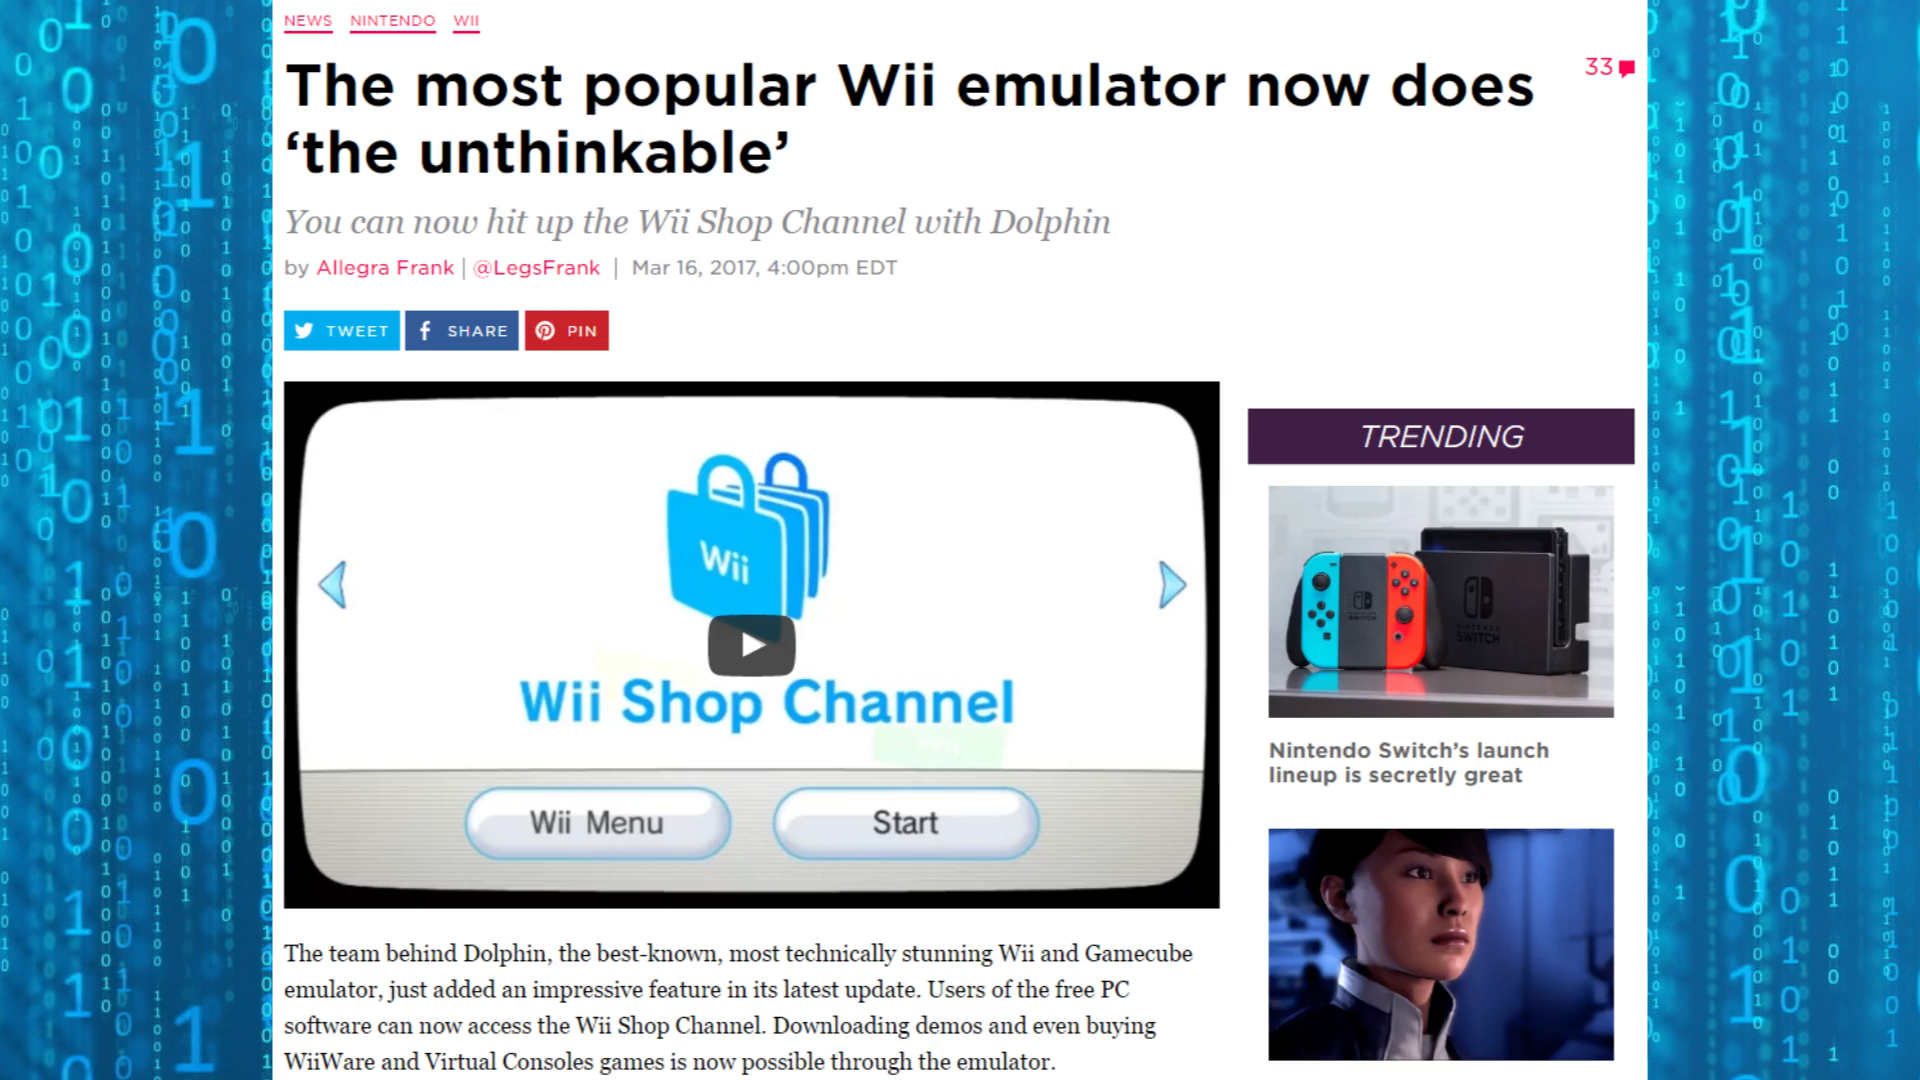 NEWS NINTENDO WII
The most popular Wii emulator now does
‘the unthinkable’
33
You can now hit up the Wii Shop Channel with Dolphin
by Allegra Frank | @LegsFrank | Mar 16, 2017, 4:00pm EDT
TWEET SHARE PIN
Wii
Wii Shop Channel
Wii Menu Start
The team behind Dolphin, the best-known, most technically stunning Wii and Gamecube
emulator, just added an impressive feature in its latest update. Users of the free PC
software can now access the Wii Shop Channel. Downloading demos and even buying
WiiWare and Virtual Consoles games is now possible through the emulator.
TRENDING
NINTENDO
SWITCH
Nintendo Switch’s launch
lineup is secretly great